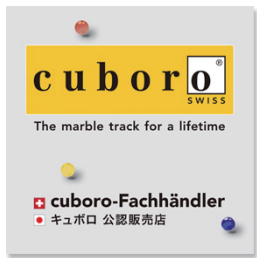 cuboro®
SWISS
The marble track for a lifetime
cuboro-Fachhändler
キュボロ 公認販売店